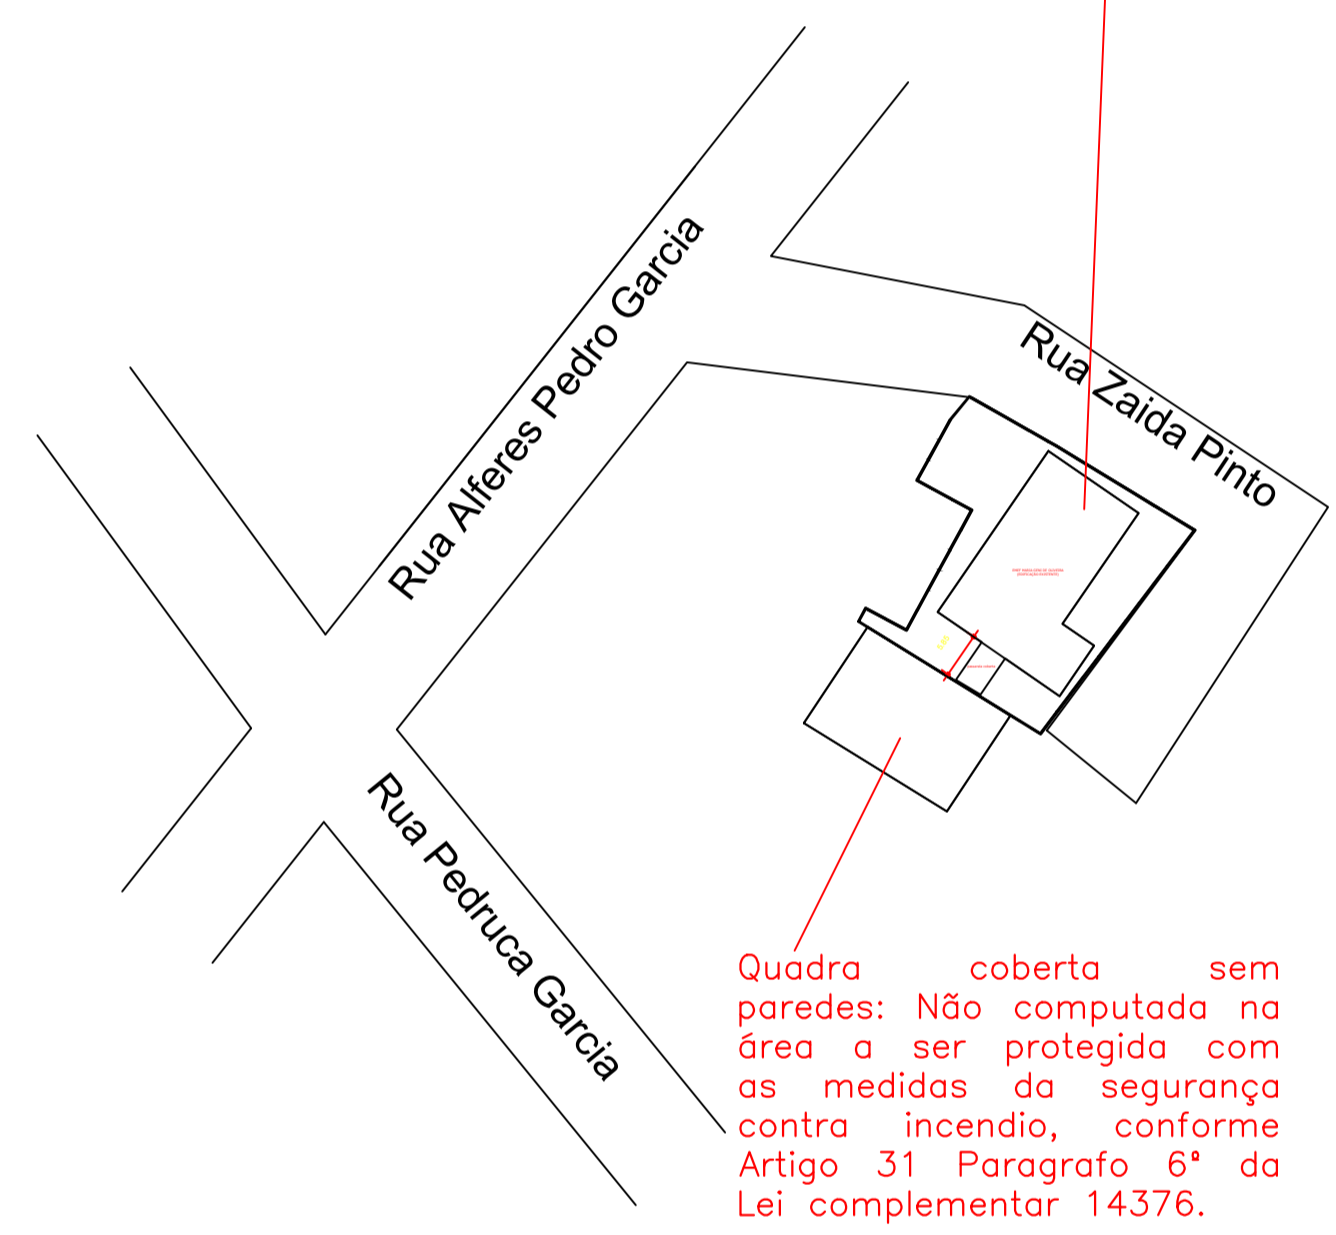 Rua Alferes Pedro Garcia
Rua Zaida Pinto
Rua Pedruca Garcia
Quadra coberta sem
paredes: Não computada na
área a ser protegida com
as medidas da segurança
contra incendio, conforme
Artigo 31 Paragrafo 6º da
Lei complementar 14376.